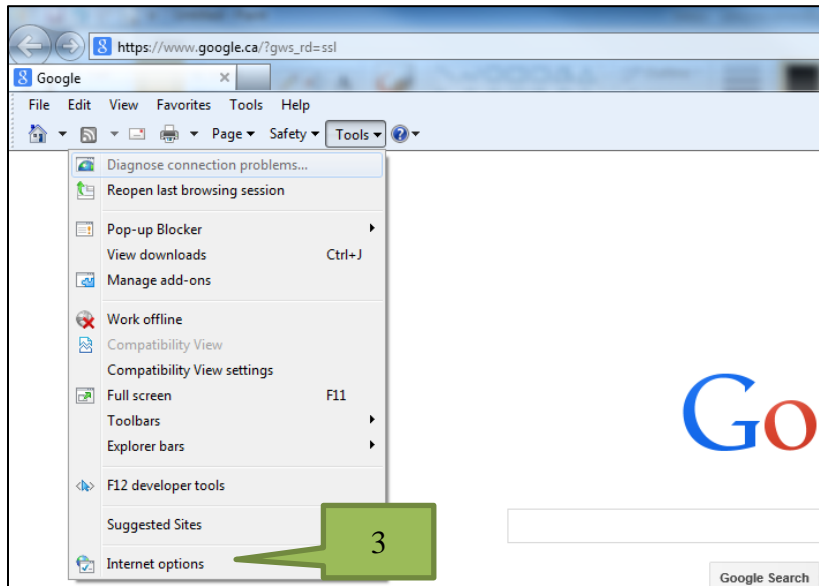 https://www.google.ca/?gws_rd=ssl
8 Google ×
File Edit View Favorites Tools Help
Page Safety Tools
Diagnose connection problems...
Reopen last browsing session
Pop-up Blocker
View downloads Ctrl+J
Manage add-ons
Work offline
Compatibility View
Compatibility View settings
Full screen F11
Toolbars
Explorer bars
F12 developer tools
Suggested Sites
Internet options
3
Go
Google Search